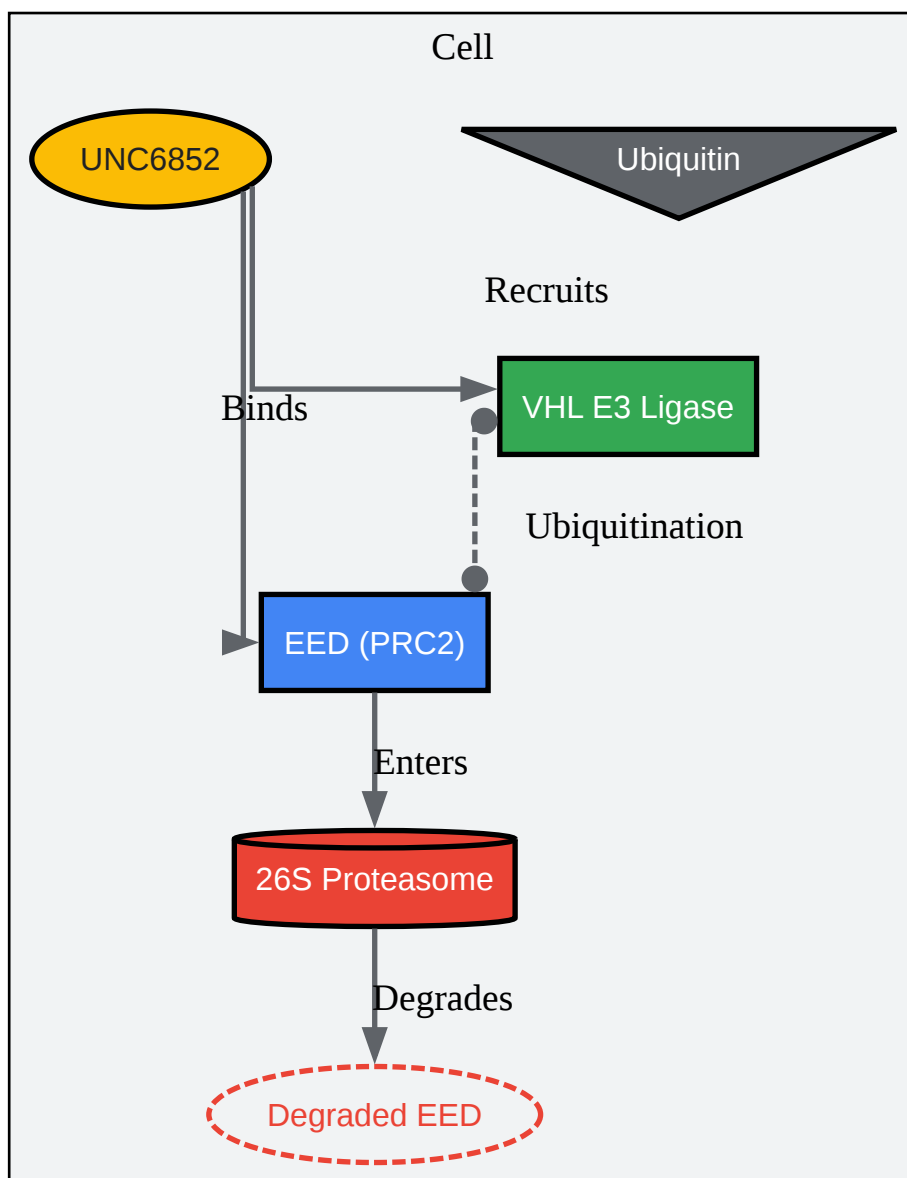 Cell
UNC6852
Ubiquitin
Recruits
VHL E3 Ligase
Binds
Ubiquitination
EED (PRC2)
Enters
26S Proteasome
Degrades
Degraded EED